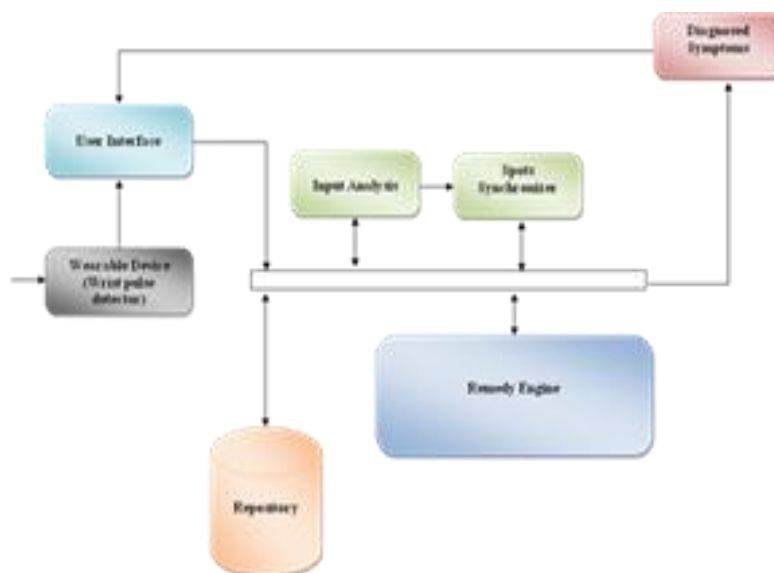 Diagnosed
Symptoms
User Interface
Input Analysis
Spots
Synchronizer
Wearable Device
(Wrist pulse
detector)
Remedy Engine
Repository